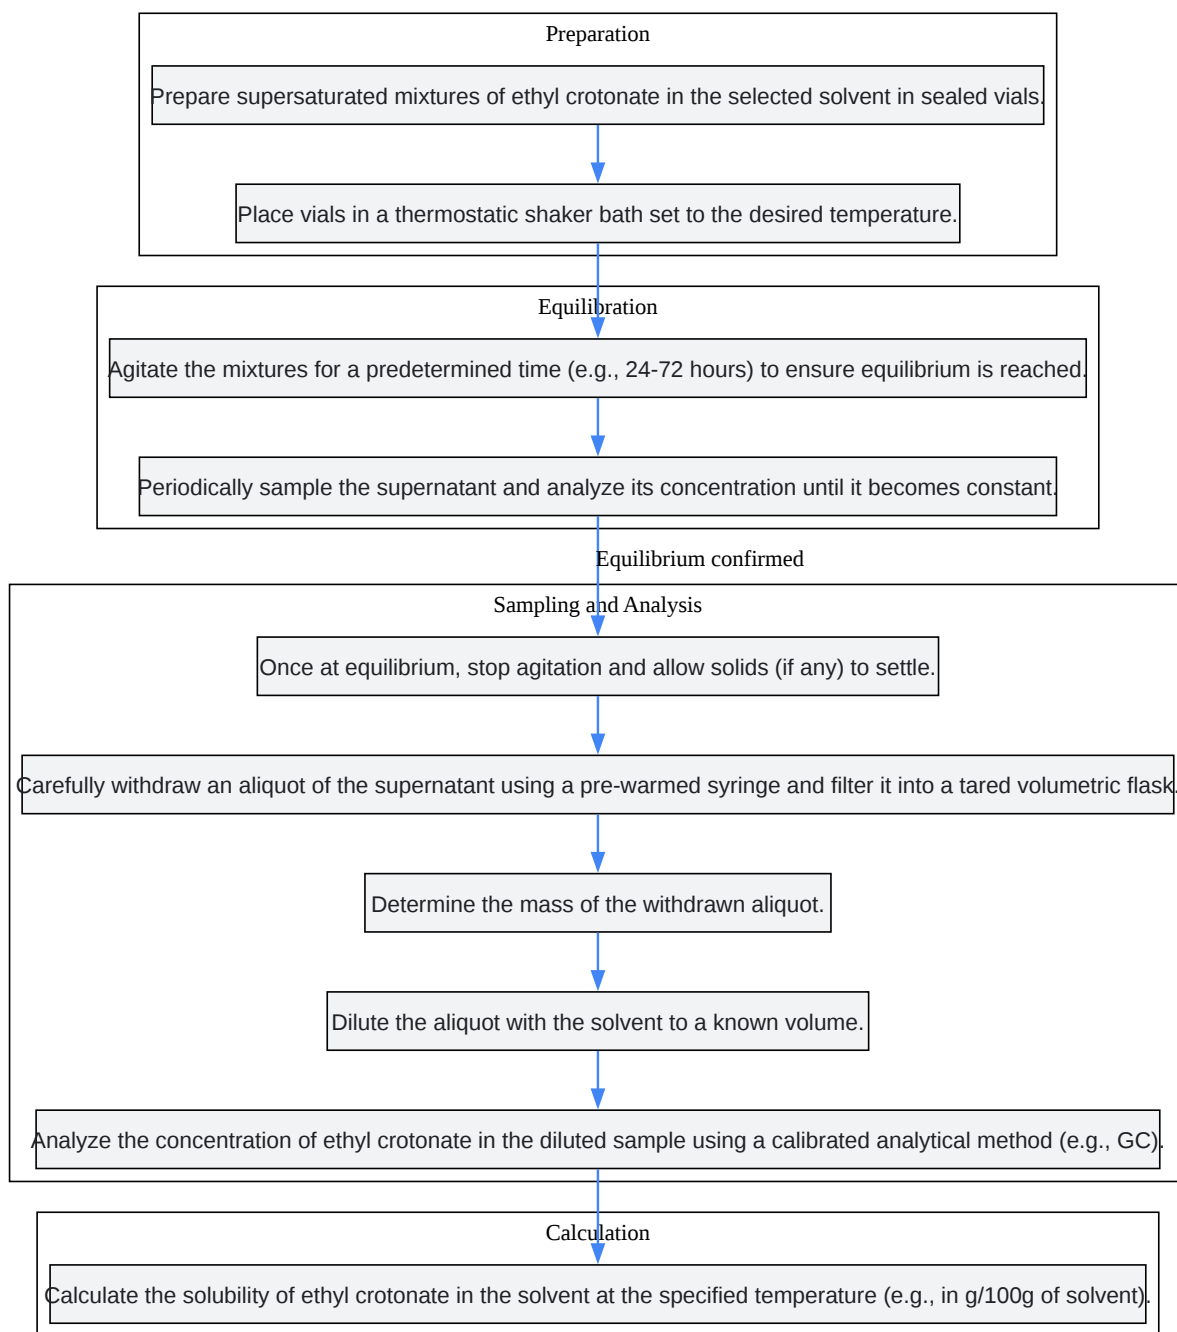 Preparation
Prepare supersaturated mixtures of ethyl crotonate in the selected solvent in sealed vials.
Place vials in a thermostatic shaker bath set to the desired temperature.
Equilibration
Agitate the mixtures for a predetermined time (e.g., 24-72 hours) to ensure equilibrium is reached.
Periodically sample the supernatant and analyze its concentration until it becomes constant.
Equilibrium confirmed
Sampling and Analysis
Once at equilibrium, stop agitation and allow solids (if any) to settle.
Carefully withdraw an aliquot of the supernatant using a pre-warmed syringe and filter it into a tared volumetric flask.
Determine the mass of the withdrawn aliquot.
Dilute the aliquot with the solvent to a known volume.
Analyze the concentration of ethyl crotonate in the diluted sample using a calibrated analytical method (e.g., GC).
Calculation
Calculate the solubility of ethyl crotonate in the solvent at the specified temperature (e.g., in g/100g of solvent).